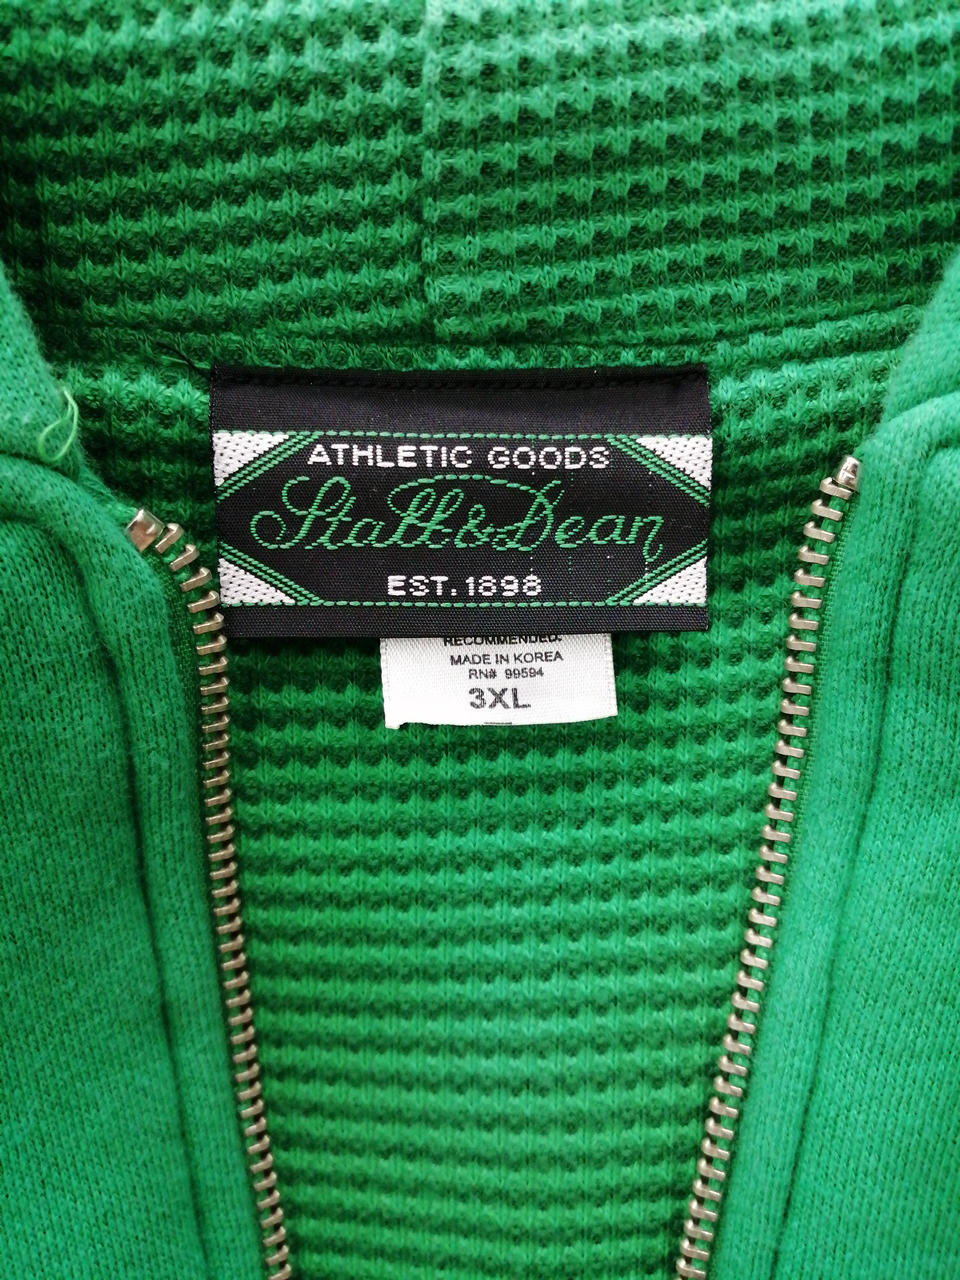 ATHLETIC GOODS
Stall & Dean
EST. 1898
RECOMMENDED.
MADE IN KOREA
RN# 99594
3XL